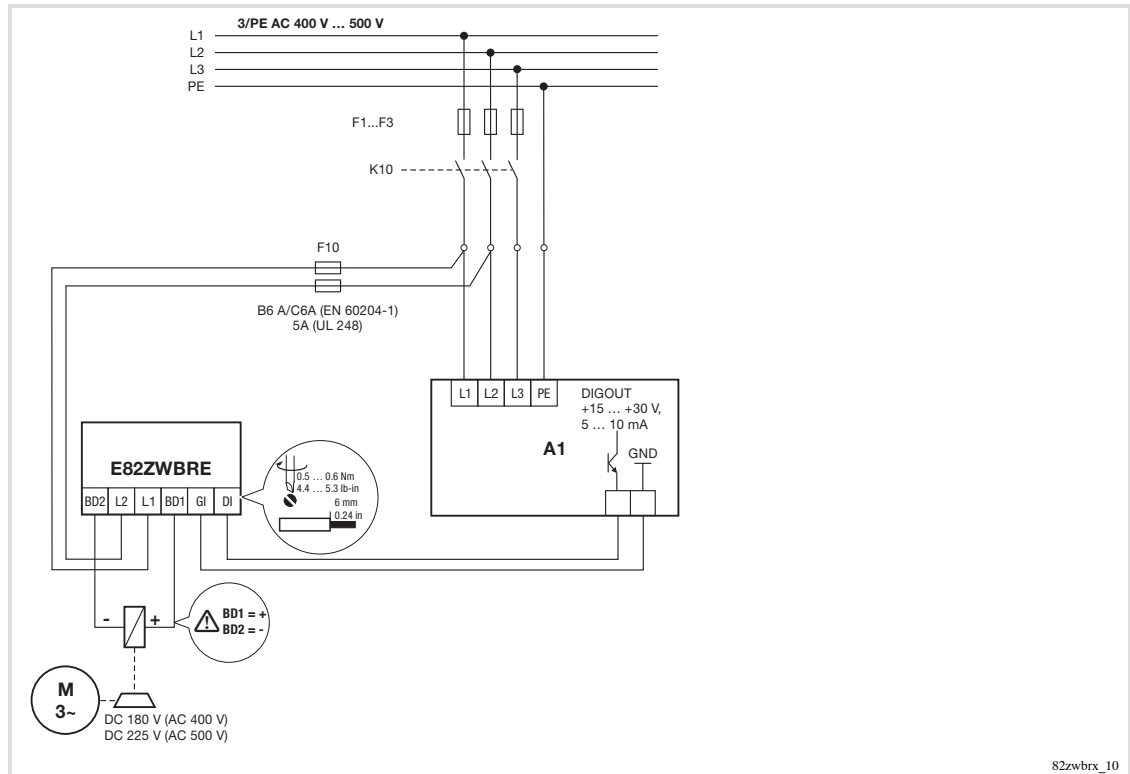 3/PE AC 400 V … 500 V
L1
L2
L3
PE
F1...F3
K10
F10
B6 A/C6A (EN 60204-1)
5A (UL 248)
L1 L2 L3 PE
DIGOUT
+15 … +30 V,
5 … 10 mA
A1
GND
E82ZWBRE
BD2 L2 L1 BD1 GI DI
0.5 … 0.6 Nm
4.4 … 5.3 lb-in
6 mm
0.24 in
- +
BD1 = +
BD2 = -
M
3~
DC 180 V (AC 400 V)
DC 225 V (AC 500 V)
82zwbrx_10